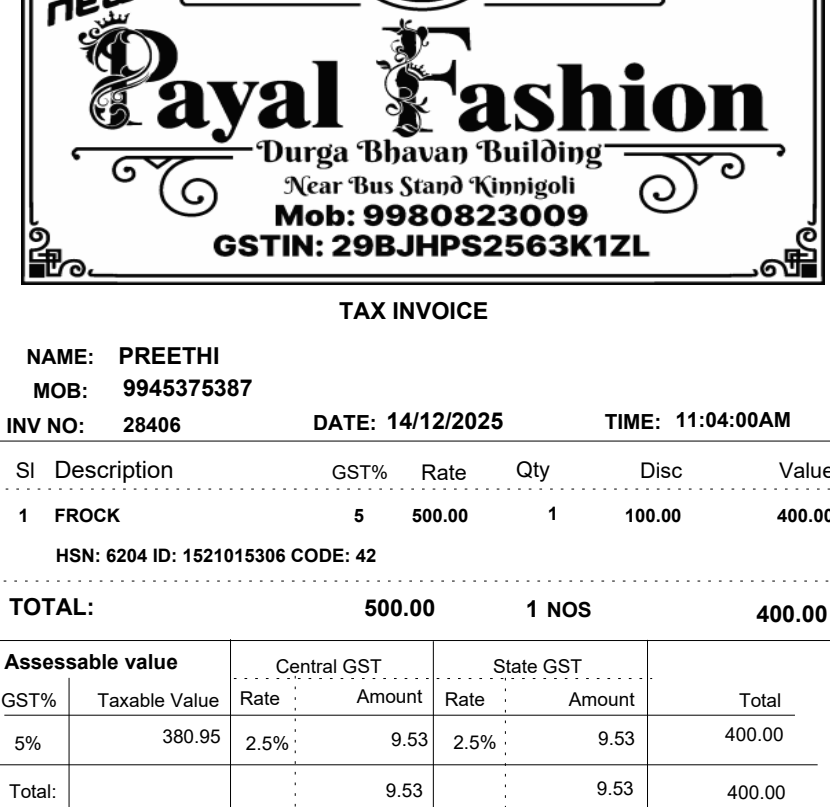 new
Payal Fashion
Durga Bhavan Building
Near Bus Stand Kinnigoli
Mob: 9980823009
GSTIN: 29BJHPS2563K1ZL
TAX INVOICE
NAME: PREETHI
MOB: 9945375387
INV NO: 28406 DATE: 14/12/2025 TIME: 11:04:00AM
Sl Description GST% Rate Qty Disc Value
1 FROCK 5 500.00 1 100.00 400.00
HSN: 6204 ID: 1521015306 CODE: 42
TOTAL: 500.00 1 NOS 400.00
Assessable value Central GST State GST
GST% Taxable Value Rate Amount Rate Amount Total
5% 380.95 2.5% 9.53 2.5% 9.53 400.00
Total: 9.53 9.53 400.00